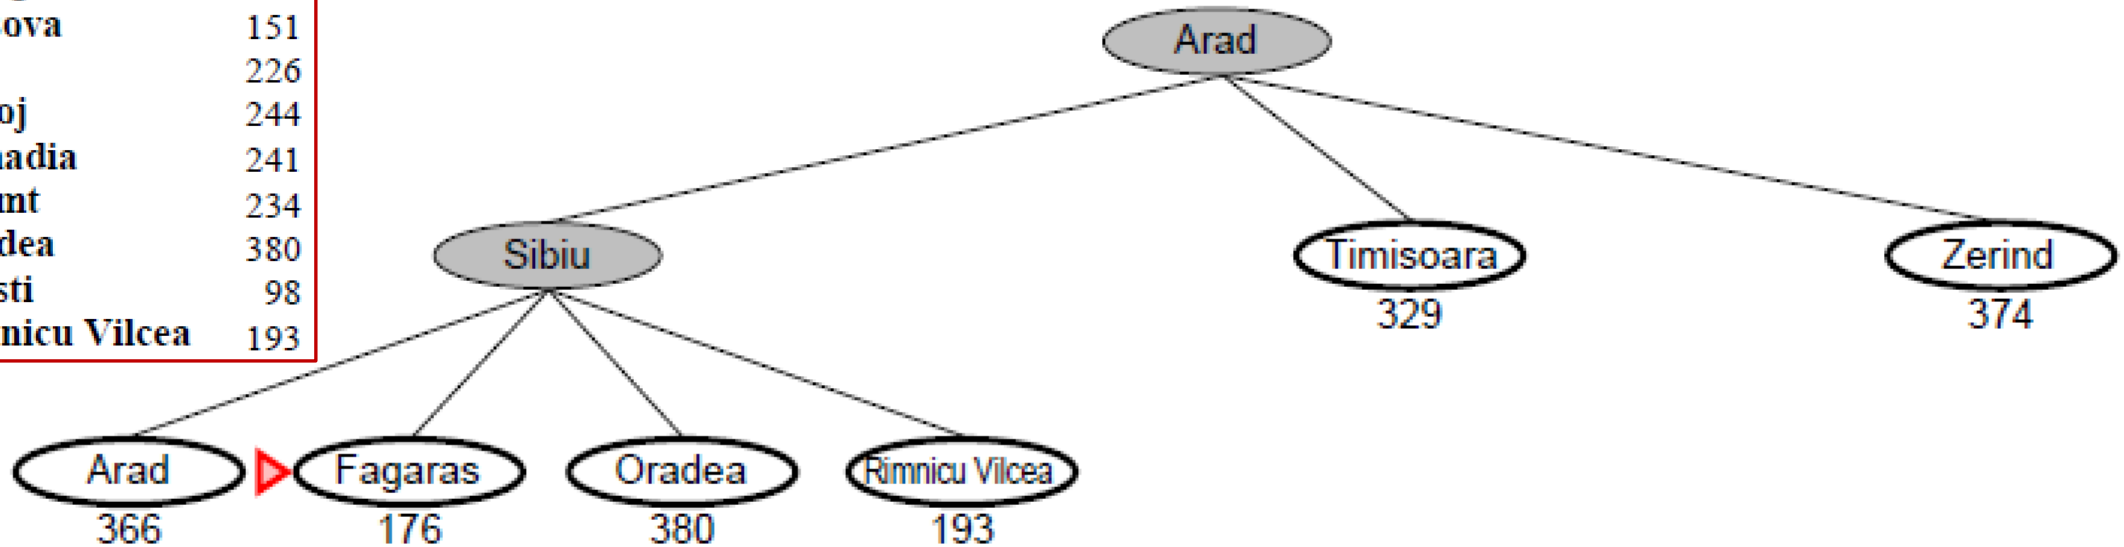 ova 151
226
oj 244
adia 241
mt 234
dea 380
sti 98
nicu Vilcea 193
Arad
Sibiu
Timisoara
Zerind
329
374
Arad
Fagaras
Oradea
Rimnicu Vilcea
366
176
380
193